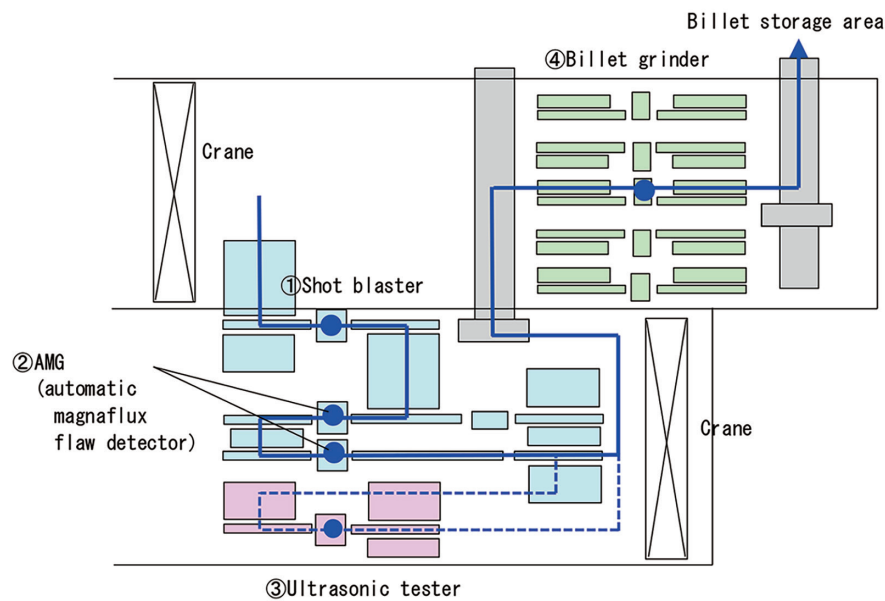 Billet storage area
④Billet grinder
Crane
①Shot blaster
②AMG
(automatic
magnaflux
flaw detector)
Crane
③Ultrasonic tester